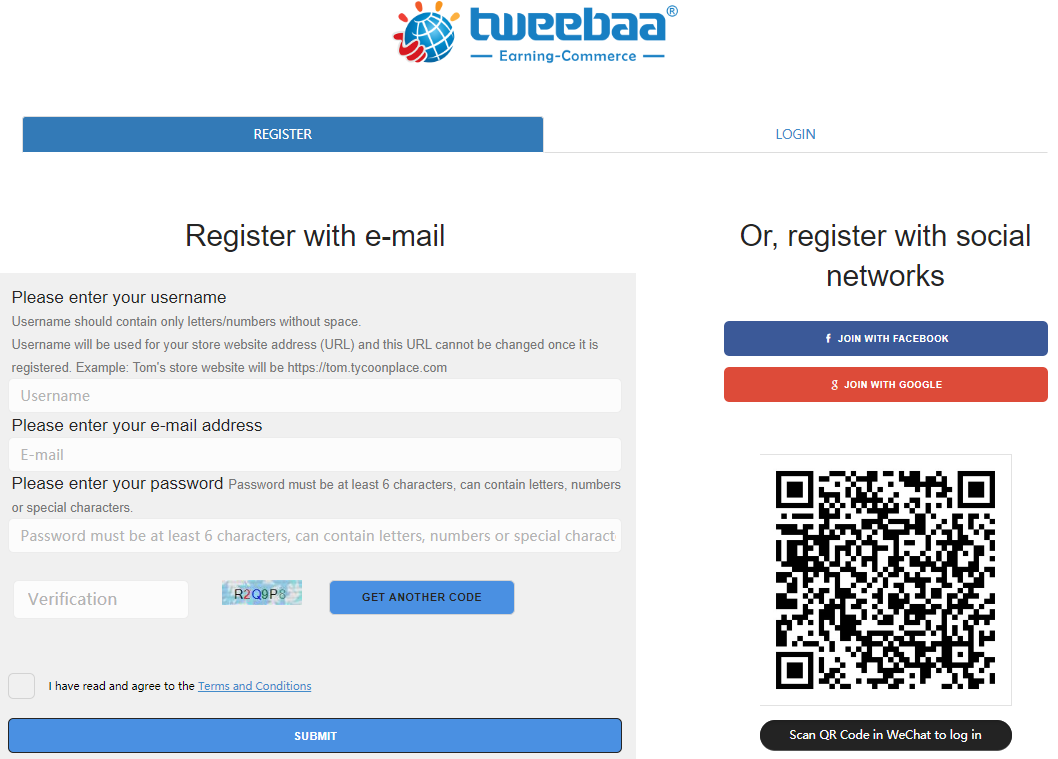 tweebaa®
Earning-Commerce
REGISTER
LOGIN
Register with e-mail
Please enter your username
Username should contain only letters/numbers without space.
Username will be used for your store website address (URL) and this URL cannot be changed once it is
registered. Example: Tom's store website will be https://tom.tycoonplace.com
Username
Please enter your e-mail address
E-mail
Please enter your password Password must be at least 6 characters, can contain letters, numbers
or special characters.
Password must be at least 6 characters, can contain letters, numbers or special charact
Verification
R2Q9P8
GET ANOTHER CODE
I have read and agree to the Terms and Conditions
SUBMIT
Or, register with social
networks
f JOIN WITH FACEBOOK
g JOIN WITH GOOGLE
Scan QR Code in WeChat to log in